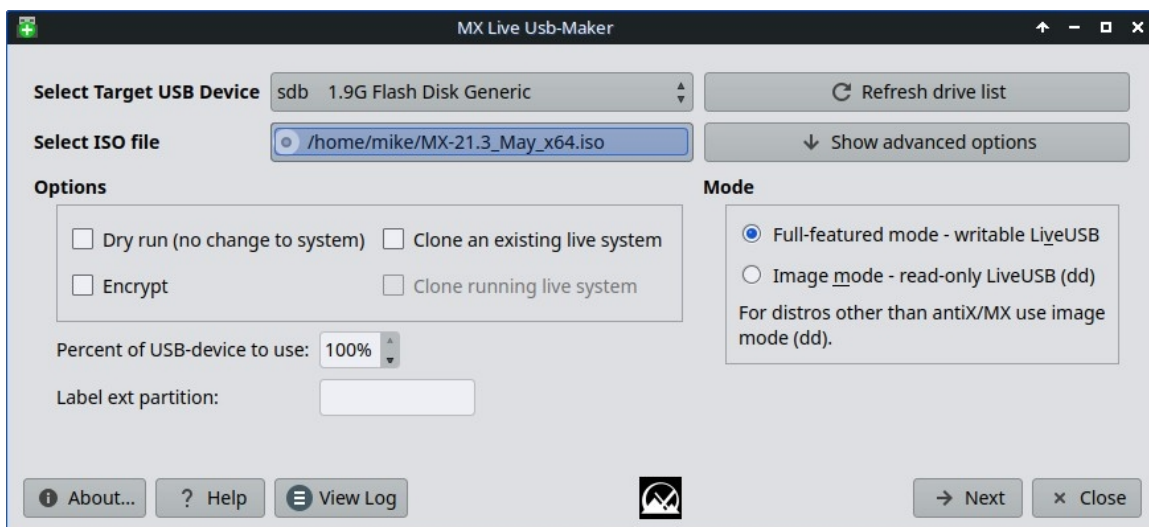 MX Live Usb-Maker
Select Target USB Device sdb 1.9G Flash Disk Generic Refresh drive list
Select ISO file /home/mike/MX-21.3_May_x64.iso Show advanced options
Options Mode
Dry run (no change to system) Clone an existing live system Full-featured mode - writable LiveUSB
Encrypt Clone running live system Image mode - read-only LiveUSB (dd)
For distros other than antiX/MX use image
mode (dd).
Percent of USB-device to use: 100%
Label ext partition:
About... ? Help View Log Next Close